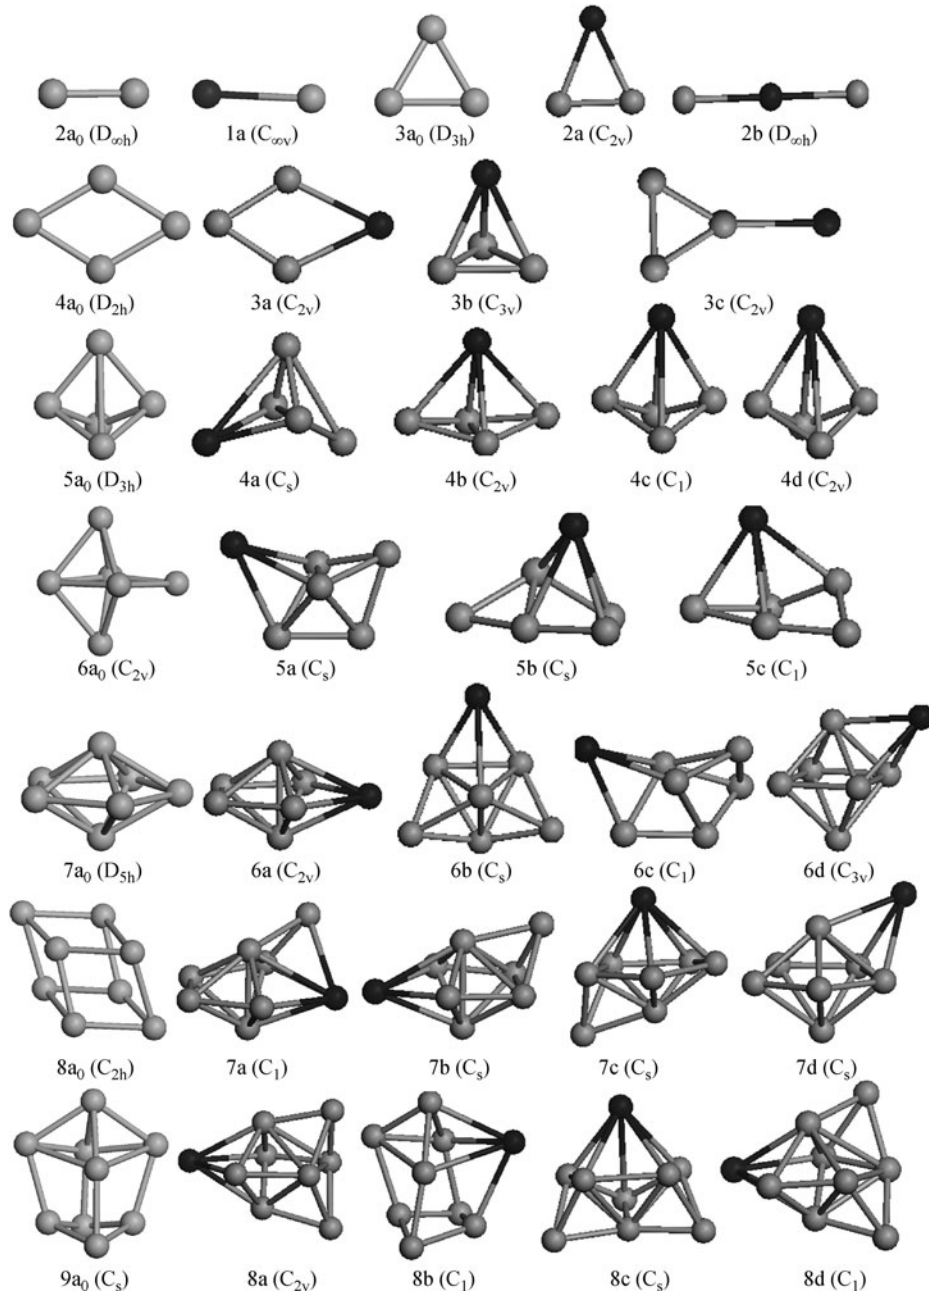 2a₀ (D∞h) 1a (C∞v) 3a₀ (D₃h) 2a (C₂v) 2b (D∞h)
4a₀ (D₂h) 3a (C₂v) 3b (C₃v) 3c (C₂v)
5a₀ (D₃h) 4a (Cₛ) 4b (C₂v) 4c (C₁) 4d (C₂v)
6a₀ (C₂v) 5a (Cₛ) 5b (Cₛ) 5c (C₁)
7a₀ (D₅h) 6a (C₂v) 6b (Cₛ) 6c (C₁) 6d (C₃v)
8a₀ (C₂h) 7a (C₁) 7b (Cₛ) 7c (Cₛ) 7d (Cₛ)
9a₀ (Cₛ) 8a (C₂v) 8b (C₁) 8c (Cₛ) 8d (C₁)